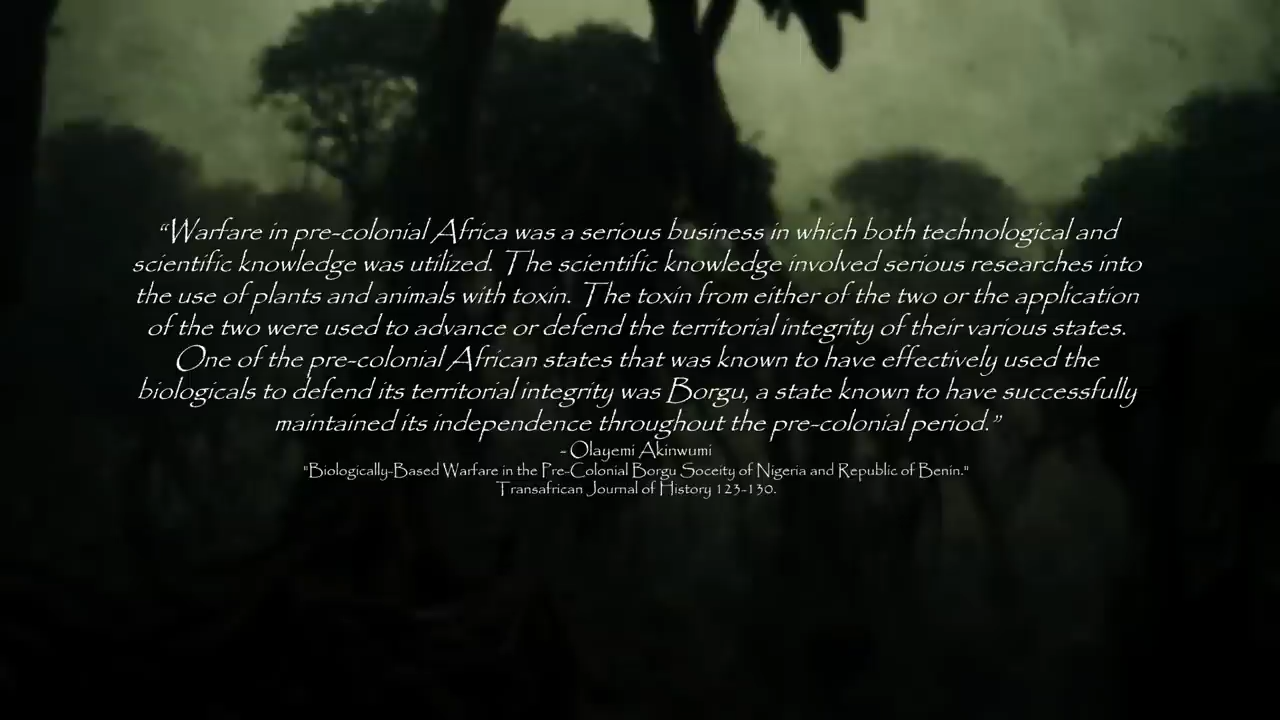 “Warfare in pre-colonial Africa was a serious business in which both technological and
scientific knowledge was utilized. The scientific knowledge involved serious researches into
the use of plants and animals with toxin. The toxin from either of the two or the application
of the two were used to advance or defend the territorial integrity of their various states.
One of the pre-colonial African states that was known to have effectively used the
biologicals to defend its territorial integrity was Borgu, a state known to have successfully
maintained its independence throughout the pre-colonial period.”
- Olayemi Akinwumi
"Biologically-Based Warfare in the Pre-Colonial Borgu Soceity of Nigeria and Republic of Benin."
Transafrican Journal of History 123-130.